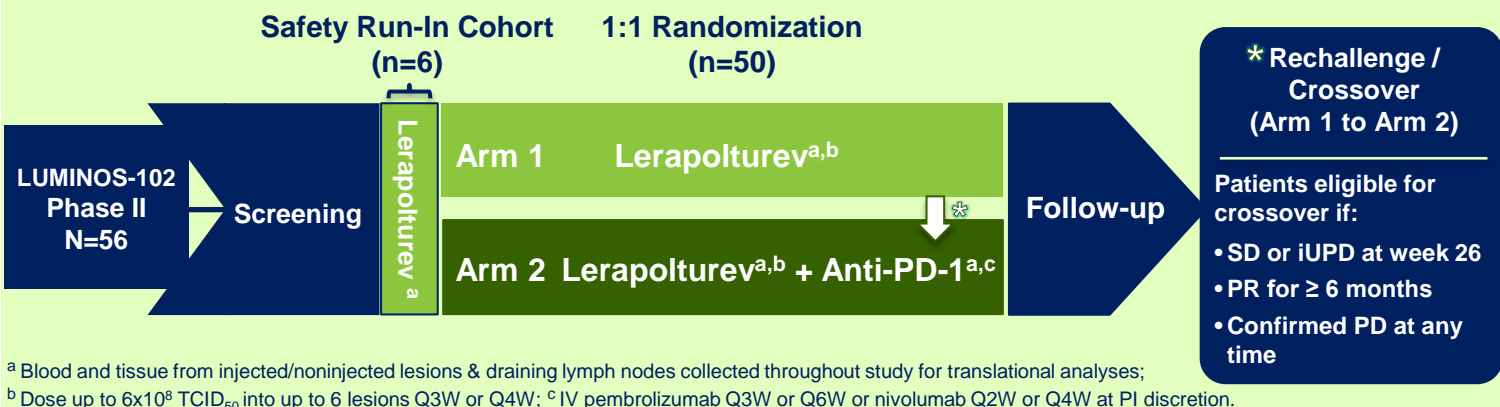 Safety Run-In Cohort
(n=6)
1:1 Randomization
(n=50)
LUMINOS-102
Phase II
N=56
Screening
Lerapolturev a
Arm 1 Lerapolturev a,b
*
Arm 2 Lerapolturev a,b + Anti-PD-1 a,c
Follow-up
* Rechallenge /
Crossover
(Arm 1 to Arm 2)
Patients eligible for
crossover if:
• SD or iUPD at week 26
• PR for ≥ 6 months
• Confirmed PD at any
time
a Blood and tissue from injected/noninjected lesions & draining lymph nodes collected throughout study for translational analyses;
b Dose up to 6x10⁸ TCID₅₀ into up to 6 lesions Q3W or Q4W; c IV pembrolizumab Q3W or Q6W or nivolumab Q2W or Q4W at PI discretion.